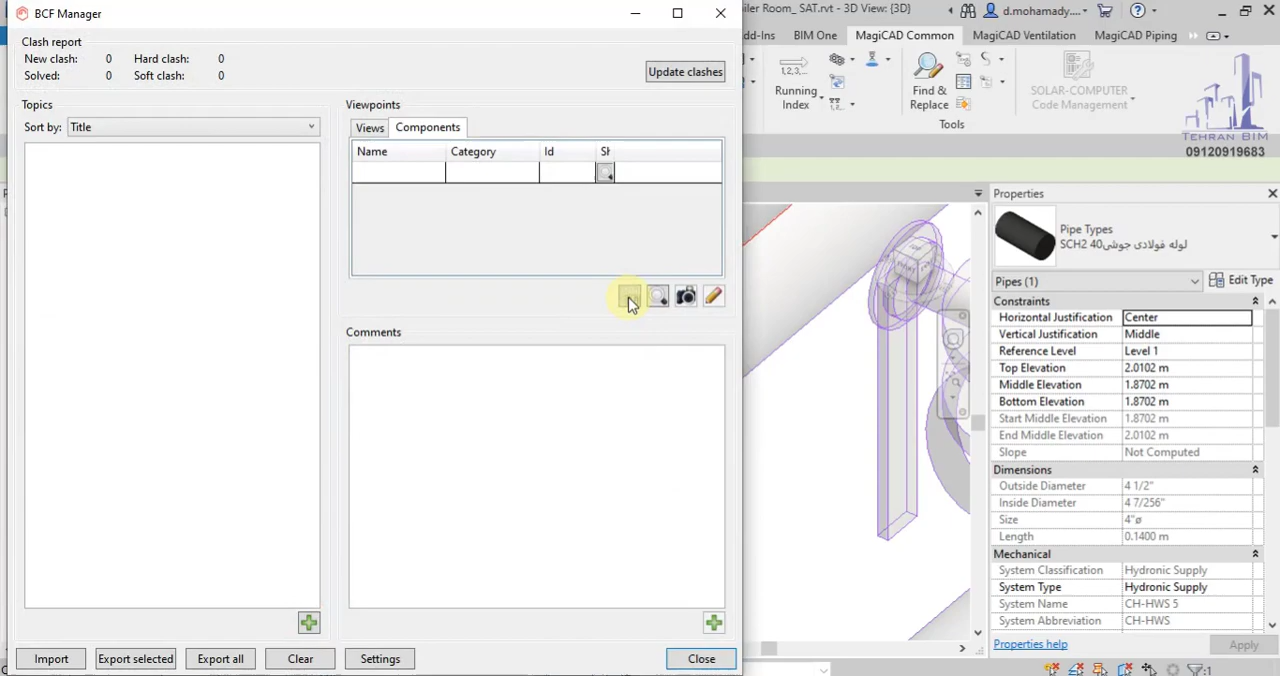 BCF Manager
iler Room_ SAT.rvt - 3D View: {3D}
d.mohamady....
dd-Ins
BIM One
MagiCAD Common
MagiCAD Ventilation
MagiCAD Piping
Clash report
New clash: 0 Hard clash: 0
Solved: 0 Soft clash: 0
Update clashes
1,2,3,...
Running
Index
Find &
Replace
SOLAR-COMPUTER
Code Management
Tools
TEHRAN BIM
09120919683
Topics
Sort by: Title
Viewpoints
Views
Components
Name Category Id Sh
Comments
Properties
Pipe Types
لوله فولادی جوشی SCH2 40
Pipes (1)
Edit Type
Constraints
Horizontal Justification Center
Vertical Justification Middle
Reference Level Level 1
Top Elevation 2.0102 m
Middle Elevation 1.8702 m
Bottom Elevation 1.8702 m
Start Middle Elevation 1.8702 m
End Middle Elevation 2.0102 m
Slope Not Computed
Dimensions
Outside Diameter 4 1/2"
Inside Diameter 4 7/256"
Size 4"ø
Length 0.1400 m
Mechanical
System Classification Hydronic Supply
System Type Hydronic Supply
System Name CH-HWS 5
System Abbreviation CH-HWS
Properties help
Apply
Import
Export selected
Export all
Clear
Settings
Close
:1